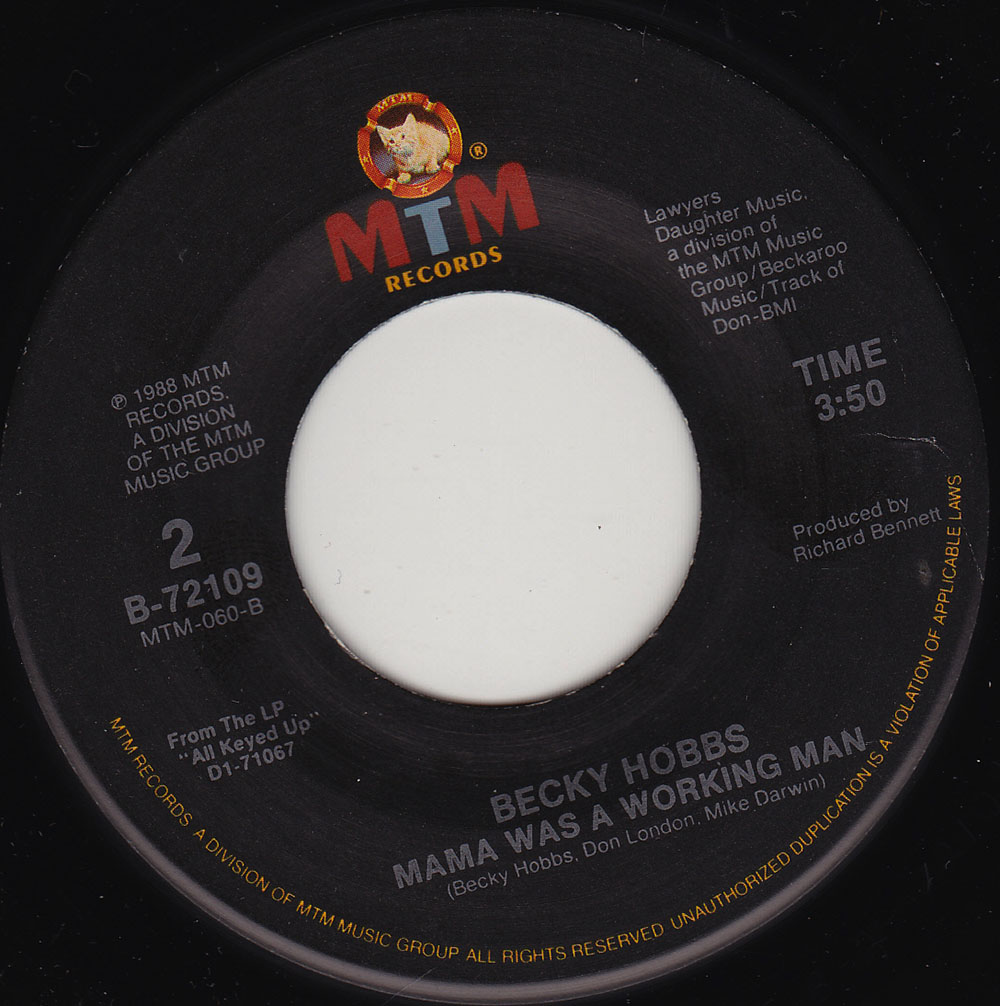 MTM
®
MTM
RECORDS
Lawyers
Daughter Music,
a division of
the MTM Music
Group/Beckaroo
Music/Track of
Don-BMI
TIME
3:50
℗ 1988 MTM
RECORDS,
A DIVISION
OF THE MTM
MUSIC GROUP
2
B-72109
MTM-060-B
Produced by
Richard Bennett
From The LP
"All Keyed Up"
D1-71067
BECKY HOBBS
MAMA WAS A WORKING MAN
(Becky Hobbs, Don London, Mike Darwin)
MTM RECORDS A DIVISION OF MTM MUSIC GROUP ALL RIGHTS RESERVED UNAUTHORIZED DUPLICATION IS A VIOLATION OF APPLICABLE LAWS